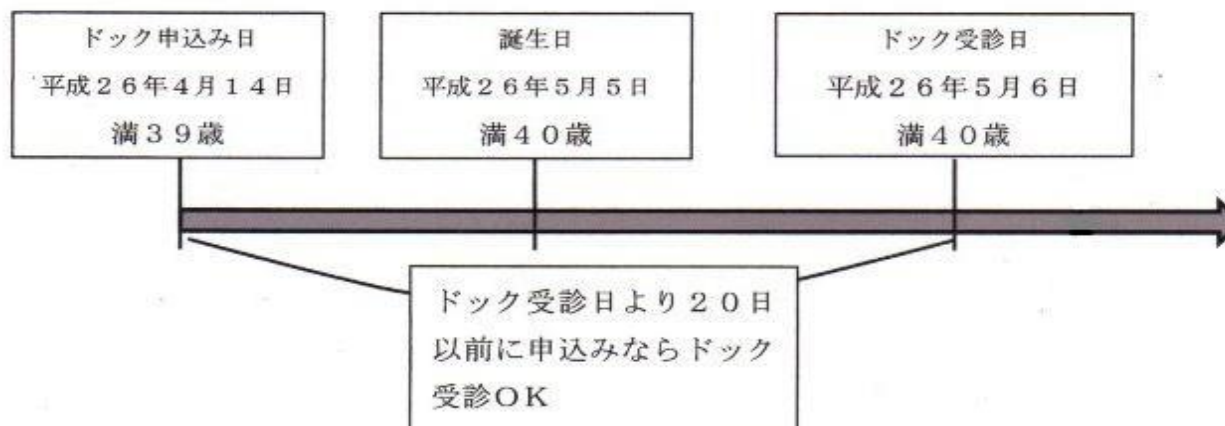 ドック申込み日
平成２６年４月１４日
満３９歳
誕生日
平成２６年５月５日
満４０歳
ドック受診日
平成２６年５月６日
満４０歳
ドック受診日より２０日
以前に申込みならドック
受診ＯＫ